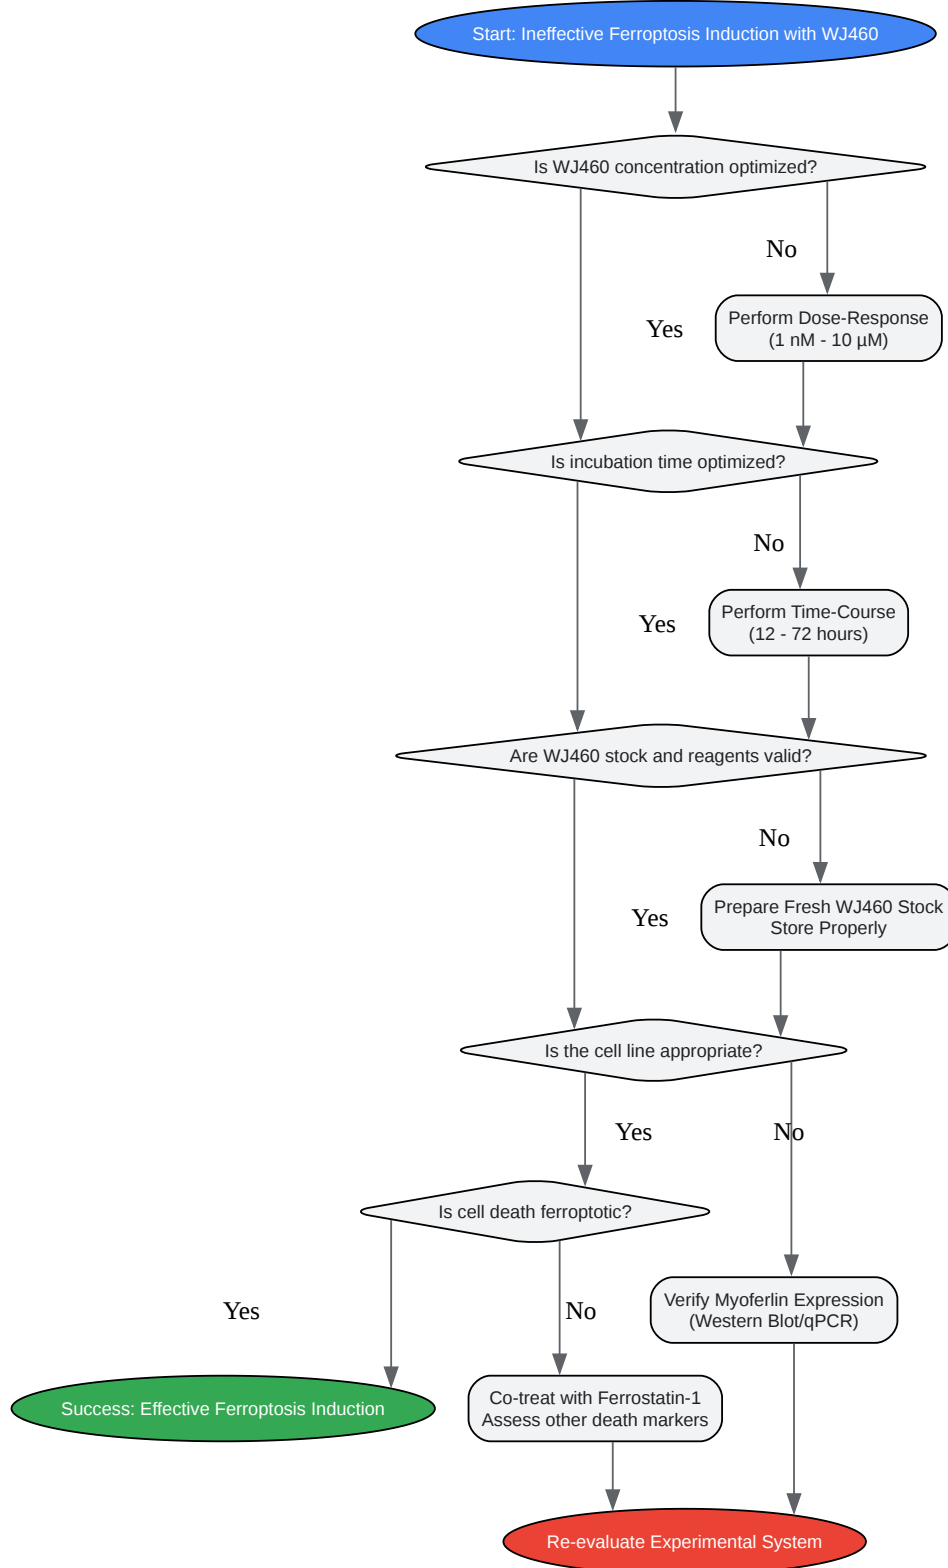 Start: Ineffective Ferroptosis Induction with WJ460
Is WJ460 concentration optimized?
No
Perform Dose-Response
(1 nM - 10 µM)
Yes
Is incubation time optimized?
No
Perform Time-Course
(12 - 72 hours)
Yes
Are WJ460 stock and reagents valid?
No
Prepare Fresh WJ460 Stock
Store Properly
Yes
Is the cell line appropriate?
Yes
No
Is cell death ferroptotic?
Yes
No
Verify Myoferlin Expression
(Western Blot/qPCR)
Success: Effective Ferroptosis Induction
Co-treat with Ferrostatin-1
Assess other death markers
Re-evaluate Experimental System